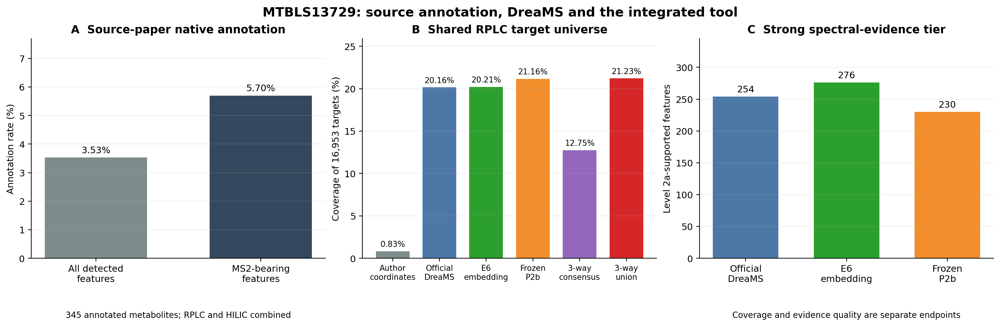 MTBLS13729: source annotation, DreaMS and the integrated tool
A Source-paper native annotation
Annotation rate (%)
7
6
5
4
3
2
1
0
3.53%
5.70%
All detected
features
MS2-bearing
features
345 annotated metabolites; RPLC and HILIC combined
B Shared RPLC target universe
Coverage of 16,953 targets (%)
25
20
15
10
5
0
0.83%
20.16%
20.21%
21.16%
12.75%
21.23%
Author
coordinates
Official
DreaMS
E6
embedding
Frozen
P2b
3-way
consensus
3-way
union
C Strong spectral-evidence tier
Level 2a-supported features
300
250
200
150
100
50
0
254
276
230
Official
DreaMS
E6
embedding
Frozen
P2b
Coverage and evidence quality are separate endpoints